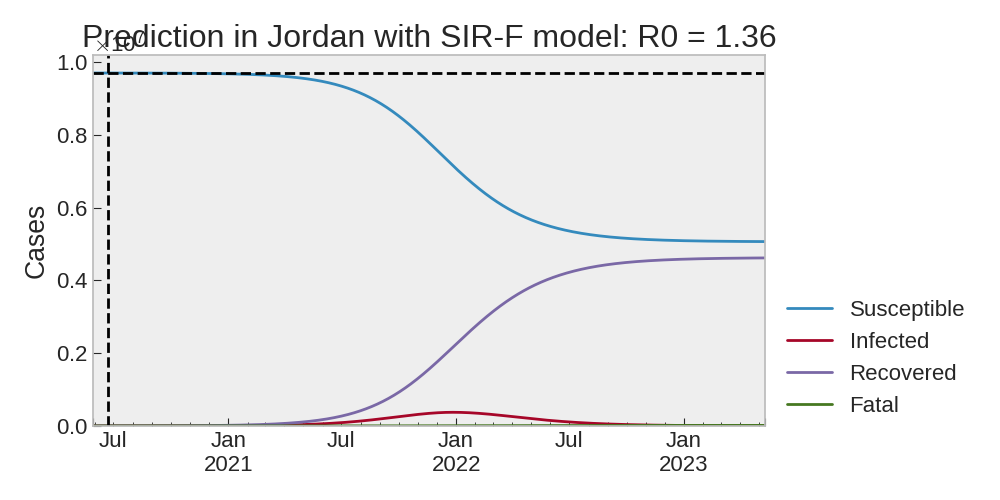 Prediction in Jordan with SIR-F model: R0 = 1.36
1.0
0.8
0.6
0.4
0.2
0.0
Cases
Jul Jan Jul Jan Jul Jan
2021 2022 2023
Susceptible
Infected
Recovered
Fatal